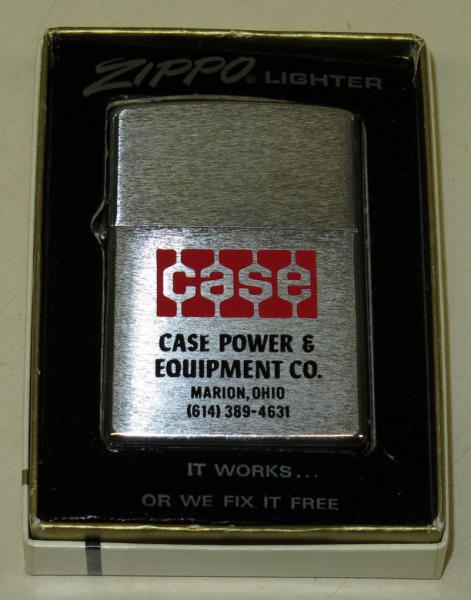 ZIPPO® LIGHTER
case
CASE POWER &
EQUIPMENT CO.
MARION, OHIO
(614) 389-4631
IT WORKS...
OR WE FIX IT FREE